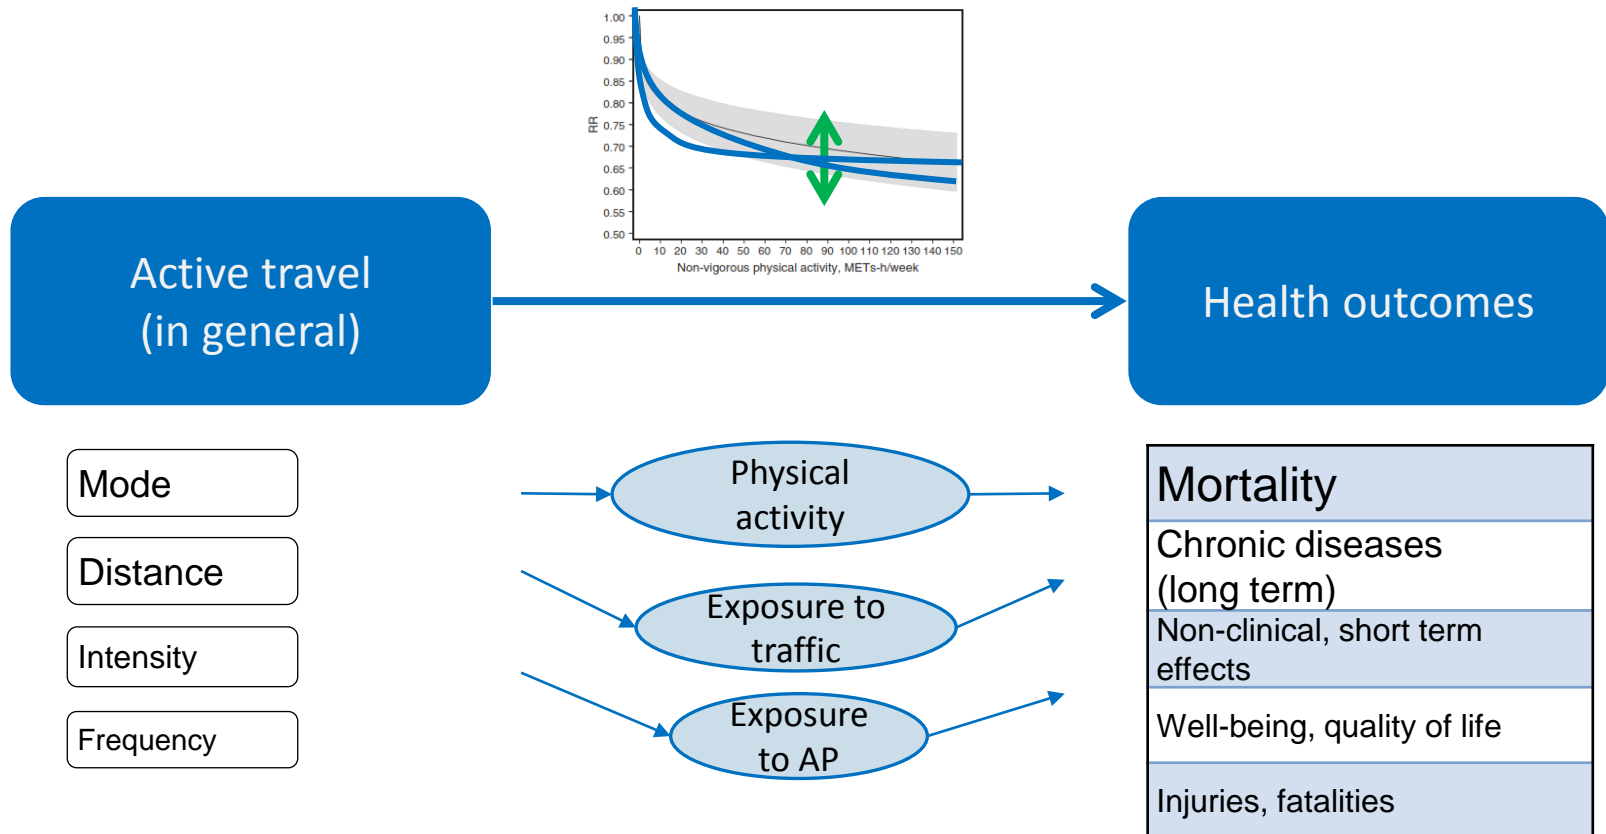 1.00
0.95
0.90
0.85
0.80
0.75
0.70
0.65
0.60
0.55
0.50
RR
0 10 20 30 40 50 60 70 80 90 100 110 120 130 140 150
Non-vigorous physical activity, METs-h/week
Active travel
(in general)
Health outcomes
Mode
Distance
Intensity
Frequency
Physical
activity
Exposure to
traffic
Exposure
to AP
Mortality
Chronic diseases
(long term)
Non-clinical, short term
effects
Well-being, quality of life
Injuries, fatalities